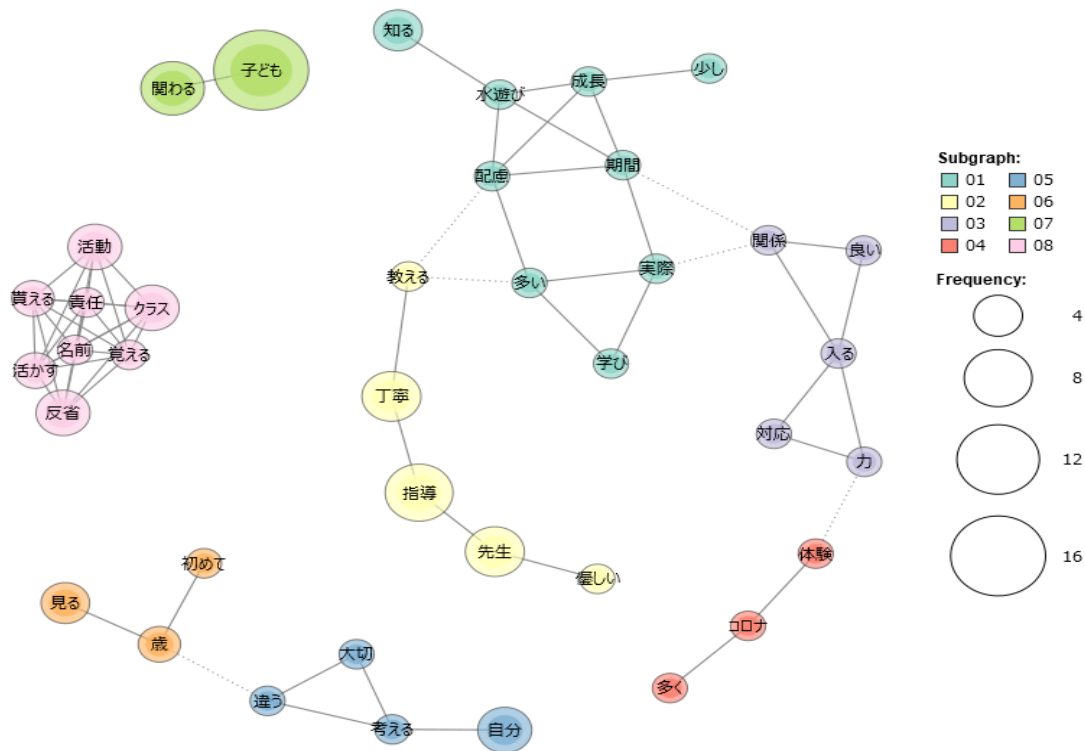 知る
子ども
関わる
水遊び
成長
少し
配慮
期間
関係
良い
教える
多い
実際
学び
入る
対応
力
活動
貰える
責任
クラス
名前
覚える
活かす
反省
丁寧
指導
先生
優しい
体験
コロナ
多く
初めて
見る
歳
大切
違う
考える
自分
Subgraph:
01 05
02 06
03 07
04 08
Frequency:
4
8
12
16